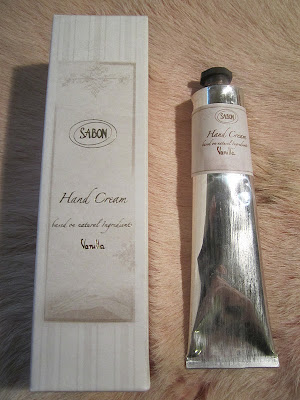 SABON
Hand Cream
based on natural ingredients
Vanilla
SABON
Hand Cream
based on natural ingredients
Vanilla